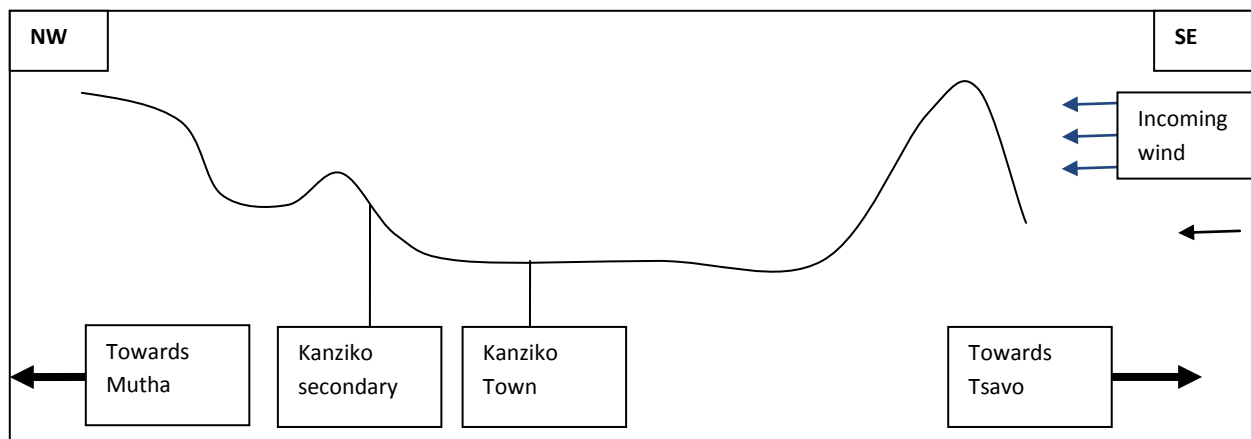 NW
SE
Incoming
wind
Towards
Mutha
Kanziko
secondary
Kanziko
Town
Towards
Tsavo